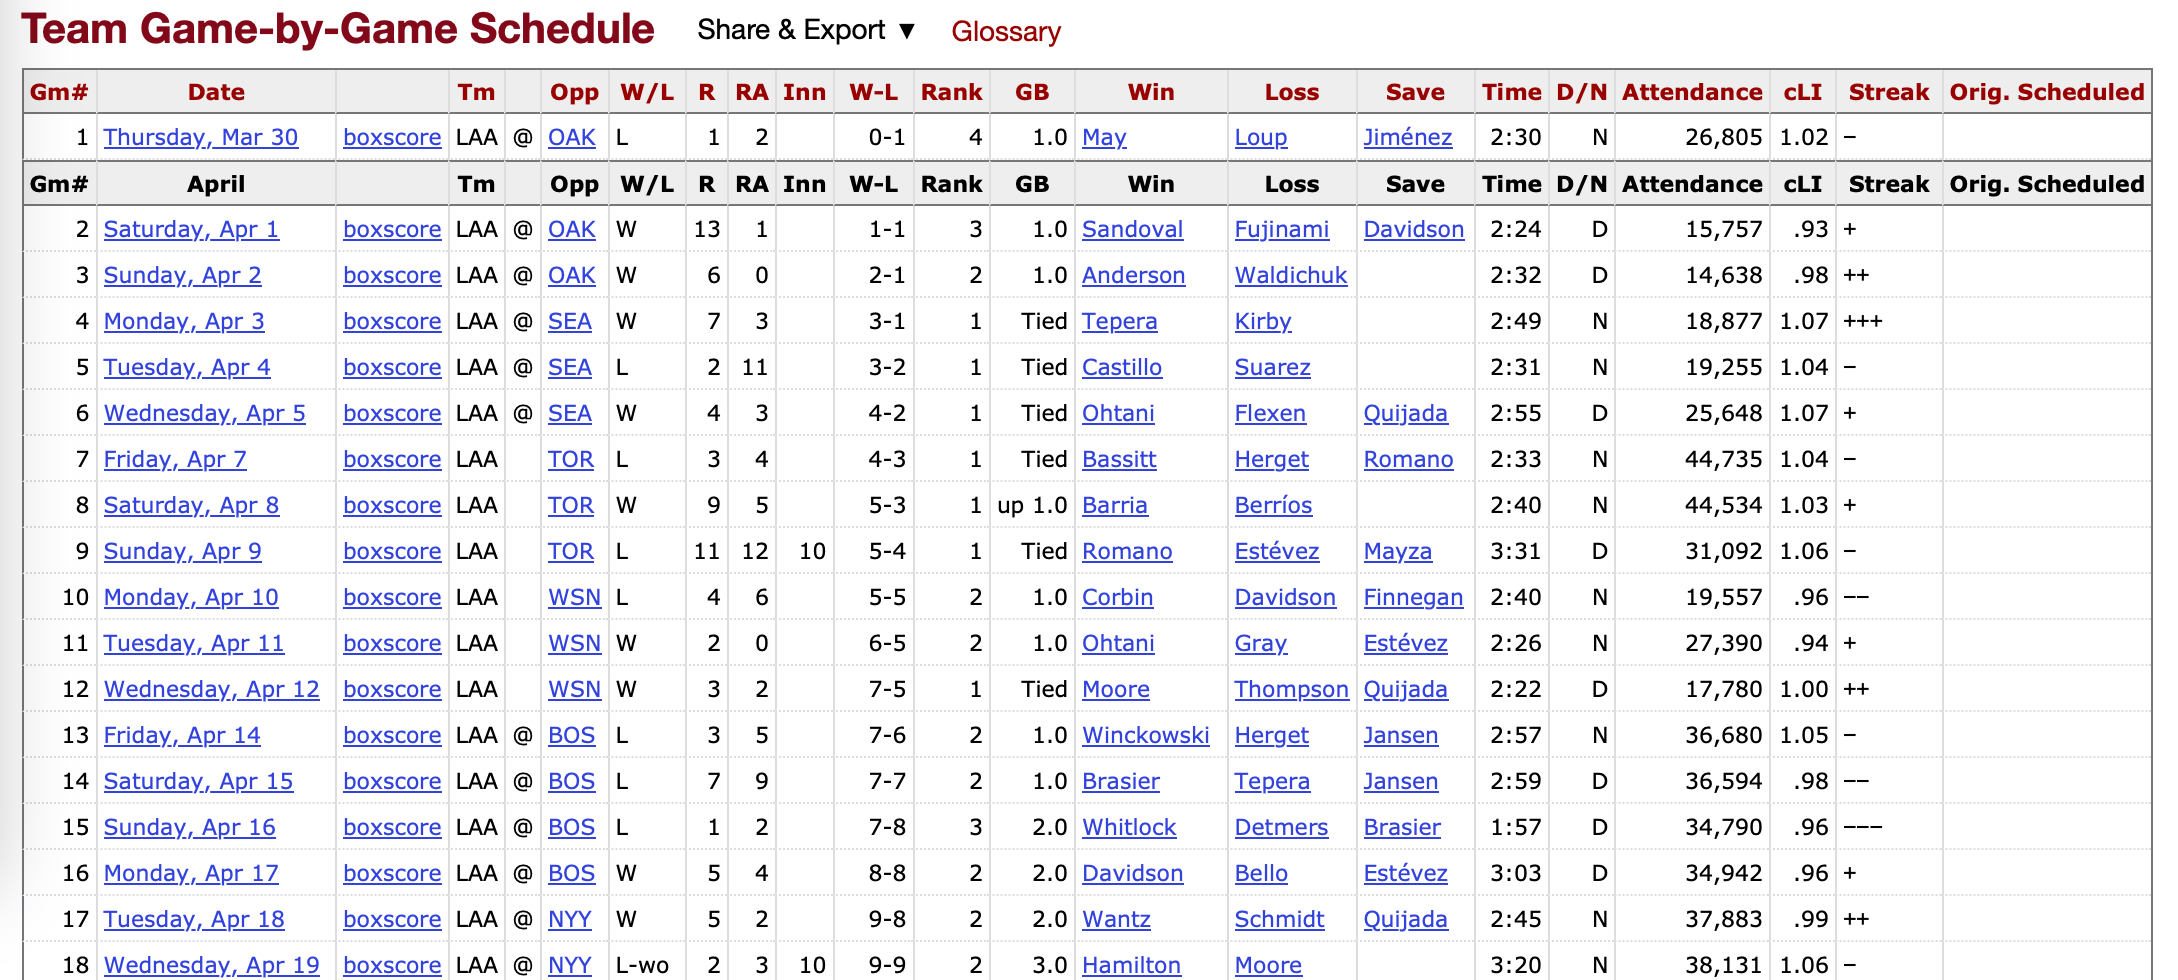 Team Game-by-Game Schedule Share & Export ▼ Glossary
Gm# Date Tm Opp W/L R RA Inn W-L Rank GB Win Loss Save Time D/N Attendance cLI Streak Orig. Scheduled
1 Thursday, Mar 30 boxscore LAA @ OAK L 1 2 0-1 4 1.0 May Loup Jiménez 2:30 N 26,805 1.02 –
Gm# April Tm Opp W/L R RA Inn W-L Rank GB Win Loss Save Time D/N Attendance cLI Streak Orig. Scheduled
2 Saturday, Apr 1 boxscore LAA @ OAK W 13 1 1-1 3 1.0 Sandoval Fujinami Davidson 2:24 D 15,757 .93 +
3 Sunday, Apr 2 boxscore LAA @ OAK W 6 0 2-1 2 1.0 Anderson Waldichuk 2:32 D 14,638 .98 ++
4 Monday, Apr 3 boxscore LAA @ SEA W 7 3 3-1 1 Tied Tepera Kirby 2:49 N 18,877 1.07 +++
5 Tuesday, Apr 4 boxscore LAA @ SEA L 2 11 3-2 1 Tied Castillo Suarez 2:31 N 19,255 1.04 –
6 Wednesday, Apr 5 boxscore LAA @ SEA W 4 3 4-2 1 Tied Ohtani Flexen Quijada 2:55 D 25,648 1.07 +
7 Friday, Apr 7 boxscore LAA TOR L 3 4 4-3 1 Tied Bassitt Herget Romano 2:33 N 44,735 1.04 –
8 Saturday, Apr 8 boxscore LAA TOR W 9 5 5-3 1 up 1.0 Barria Berríos 2:40 N 44,534 1.03 +
9 Sunday, Apr 9 boxscore LAA TOR L 11 12 10 5-4 1 Tied Romano Estévez Mayza 3:31 D 31,092 1.06 –
10 Monday, Apr 10 boxscore LAA WSN L 4 6 5-5 2 1.0 Corbin Davidson Finnegan 2:40 N 19,557 .96 ––
11 Tuesday, Apr 11 boxscore LAA WSN W 2 0 6-5 2 1.0 Ohtani Gray Estévez 2:26 N 27,390 .94 +
12 Wednesday, Apr 12 boxscore LAA WSN W 3 2 7-5 1 Tied Moore Thompson Quijada 2:22 D 17,780 1.00 ++
13 Friday, Apr 14 boxscore LAA @ BOS L 3 5 7-6 2 1.0 Winckowski Herget Jansen 2:57 N 36,680 1.05 –
14 Saturday, Apr 15 boxscore LAA @ BOS L 7 9 7-7 2 1.0 Brasier Tepera Jansen 2:59 D 36,594 .98 ––
15 Sunday, Apr 16 boxscore LAA @ BOS L 1 2 7-8 3 2.0 Whitlock Detmers Brasier 1:57 D 34,790 .96 –––
16 Monday, Apr 17 boxscore LAA @ BOS W 5 4 8-8 2 2.0 Davidson Bello Estévez 3:03 D 34,942 .96 +
17 Tuesday, Apr 18 boxscore LAA @ NYY W 5 2 9-8 2 2.0 Wantz Schmidt Quijada 2:45 N 37,883 .99 ++
18 Wednesday, Apr 19 boxscore LAA @ NYY L-wo 2 3 10 9-9 2 3.0 Hamilton Moore 3:20 N 38,131 1.06 –